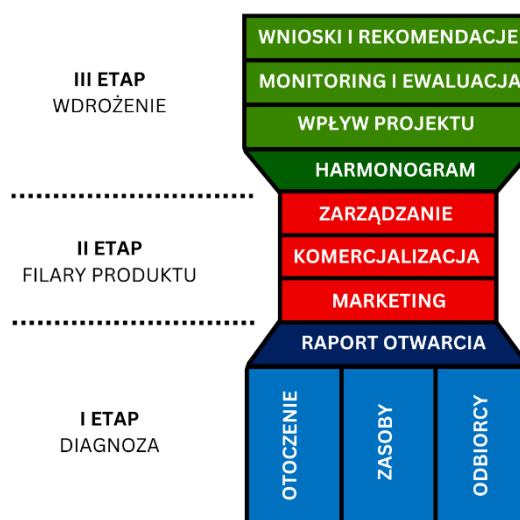 III ETAP
WDROŻENIE
WNIOSKI I REKOMENDACJE
MONITORING I EWALUACJA
WPŁYW PROJEKTU
HARMONOGRAM
II ETAP
FILARY PRODUKTU
ZARZĄDZANIE
KOMERCJALIZACJA
MARKETING
I ETAP
DIAGNOZA
RAPORT OTWARCIA
OTOCZENIE
ZASOBY
ODBIORCY